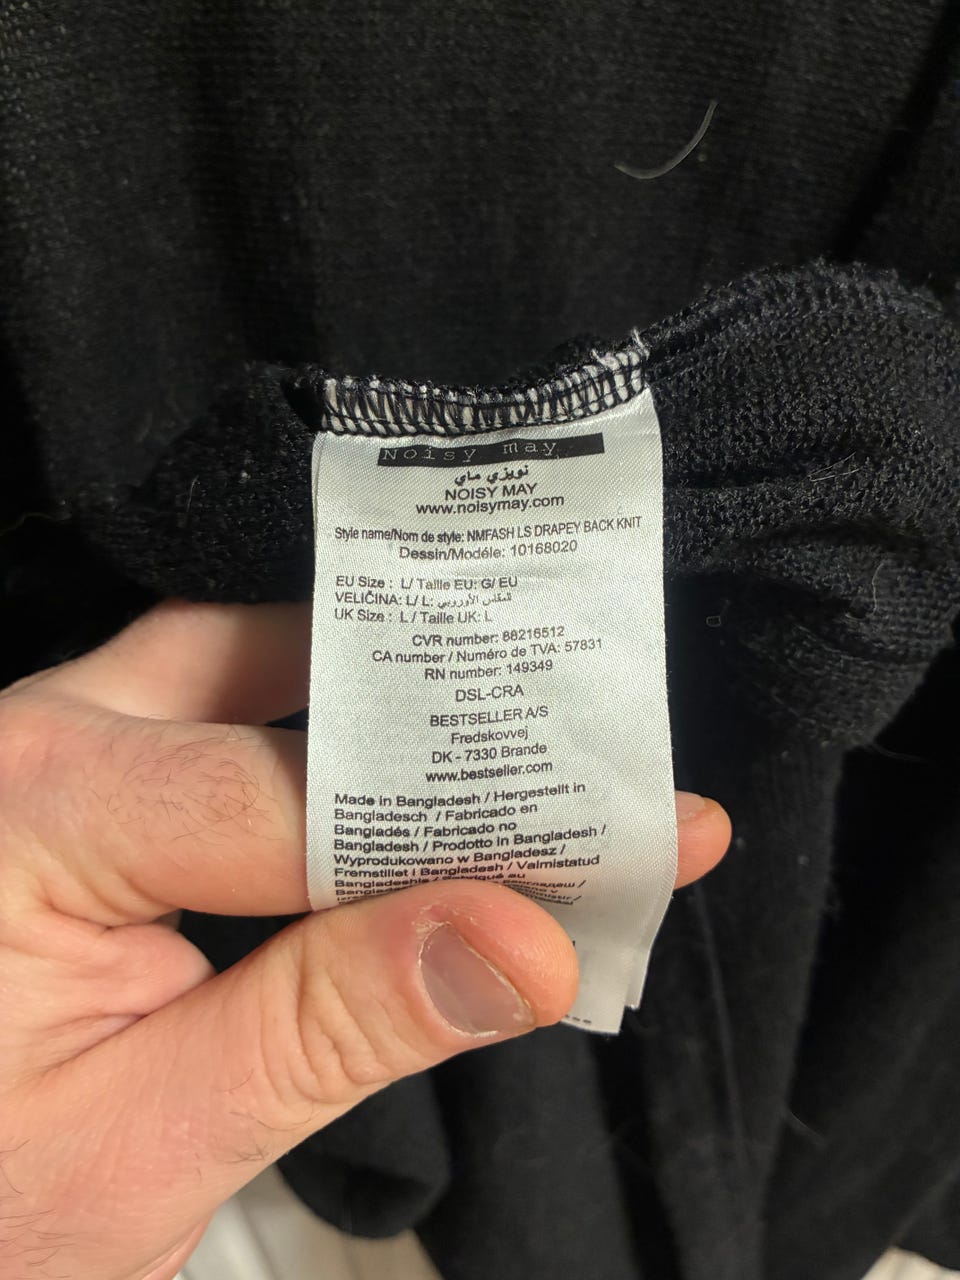 Noisy may
نويزي ماي
NOISY MAY
www.noisymay.com
Style name/Nom de style: NMFASH LS DRAPEY BACK KNIT
Dessin/Modéle: 10168020
EU Size : L/ Taille EU: G/ EU
VELIČINA: L/ L: المقاس الأوروبي
UK Size : L / Taille UK: L
CVR number: 88216512
CA number / Numéro de TVA: 57831
RN number: 149349
DSL-CRA
BESTSELLER A/S
Fredskovvej
DK - 7330 Brande
www.bestseller.com
Made in Bangladesh / Hergestellt in
Bangladesch / Fabricado en
Bangladés / Fabricado no
Bangladesh / Prodotto in Bangladesh /
Wyprodukowano w Bangladesz /
Fremstillet i Bangladesh / Valmistatud
Bangladeshis / Fabriqué au